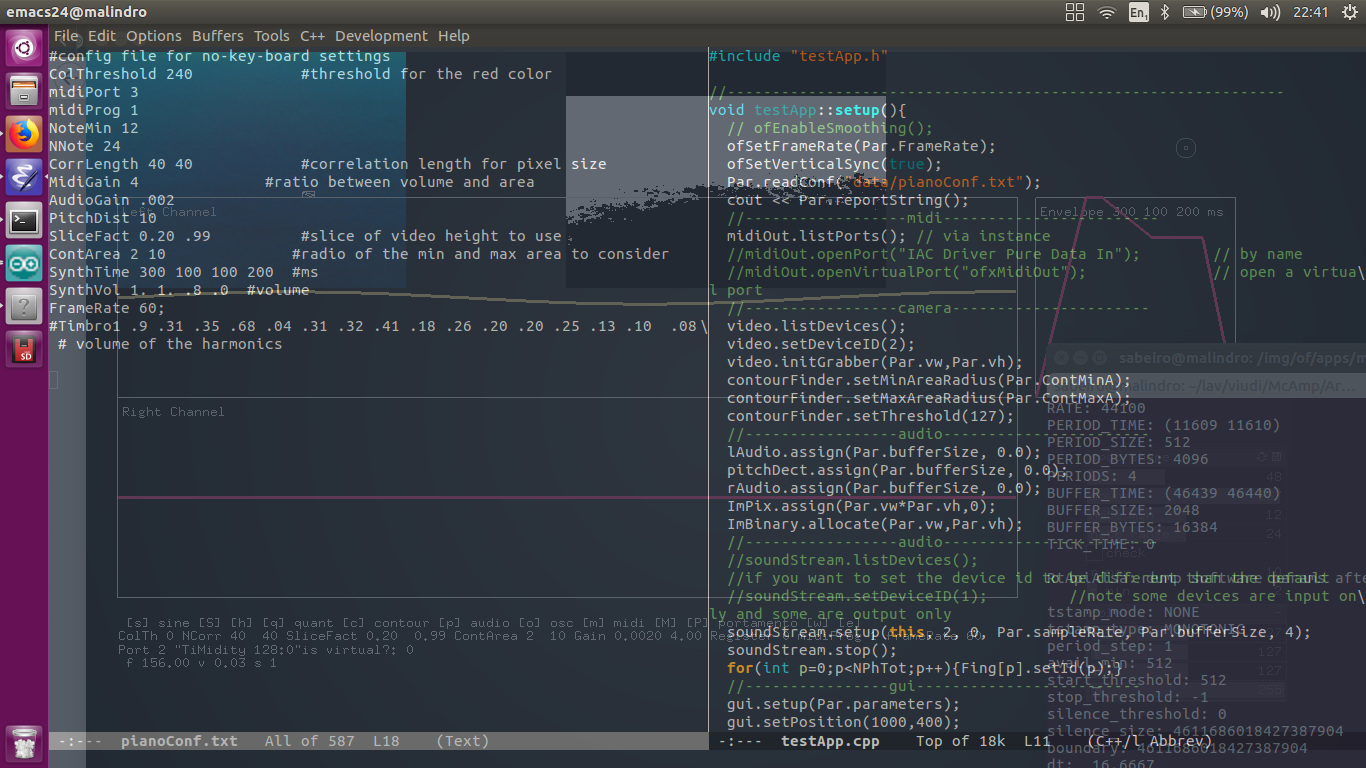 emacs24@malindro
En₁
(99%)
22:41
File Edit Options Buffers Tools C++ Development Help
#config file for no-key-board settings
ColThreshold 240 #threshold for the red color
midiPort 3
midiProg 1
NoteMin 12
NNote 24
CorrLength 40 40 #correlation length for pixel size
MidiGain 4 #ratio between volume and area
AudioGain .002
PitchDist 10
SliceFact 0.20 .99 #slice of video height to use
ContArea 2 10 #radio of the min and max area to consider
SynthTime 300 100 100 200 #ms
SynthVol 1. 1. .8 .0 #volume
FrameRate 60;
#Timbro1 .9 .31 .35 .68 .04 .31 .32 .41 .18 .26 .20 .20 .25 .13 .10 .08\
# volume of the harmonics
-:--- pianoConf.txt All of 587 L18 (Text)
#include "testApp.h"
//--------------------------------------------------------------
void testApp::setup(){
// ofEnableSmoothing();
ofSetFrameRate(Par.FrameRate);
ofSetVerticalSync(true);
Par.readConf("data/pianoConf.txt");
cout << Par.reportString();
//------------------midi-----------------------
midiOut.listPorts(); // via instance
//midiOut.openPort("IAC Driver Pure Data In"); // by name
//midiOut.openVirtualPort("ofxMidiOut"); // open a virtua\
l port
//-----------------camera----------------------
video.listDevices();
video.setDeviceID(2);
video.initGrabber(Par.vw,Par.vh);
contourFinder.setMinAreaRadius(Par.ContMinA);
contourFinder.setMaxAreaRadius(Par.ContMaxA);
contourFinder.setThreshold(127);
//-----------------audio-----------------------
lAudio.assign(Par.bufferSize, 0.0);
pitchDect.assign(Par.bufferSize, 0.0);
rAudio.assign(Par.bufferSize, 0.0);
ImPix.assign(Par.vw*Par.vh,0);
ImBinary.allocate(Par.vw,Par.vh);
//-----------------audio-----------------------
//soundStream.listDevices();
//if you want to set the device id to be different than the default
//soundStream.setDeviceID(1); //note some devices are input on\
ly and some are output only
soundStream.setup(this, 2, 0, Par.sampleRate, Par.bufferSize, 4);
soundStream.stop();
for(int p=0;p<NPhTot;p++){Fing[p].setId(p);}
//----------------gui-------------------------
gui.setup(Par.parameters);
gui.setPosition(1000,400);
-:--- testApp.cpp Top of 18k L11 (C++/l Abbrev)
Left Channel
Right Channel
Envelope 300 100 200 ms
[s] sine [S] [h] [q] quant [c] contour [p] audio [o] osc [m] midi [M] [P] portamento [w] [e]
ColTh 0 NCorr 40 40 SliceFact 0.20 0.99 ContArea 2 10 Gain 0.0020 4.00
Port 2 "TiMidity 128:0"is virtual?: 0
f 156.00 v 0.03 s 1
sabeiro@malindro: /img/of/apps/m
sabeiro@malindro: ~/lav/viudi/McAmp/Ar...
RATE: 44100
PERIOD_TIME: (11609 11610)
PERIOD_SIZE: 512
PERIOD_BYTES: 4096
PERIODS: 4
BUFFER_TIME: (46439 46440)
BUFFER_SIZE: 2048
BUFFER_BYTES: 16384
TICK_TIME: 0
tstamp_mode: NONE
period_step: 1
avail_min: 512
start_threshold: 512
stop_threshold: -1
silence_threshold: 0
silence_size: 4611686018427387904
boundary: 4611686018427387904
dt: 16.6667
SD